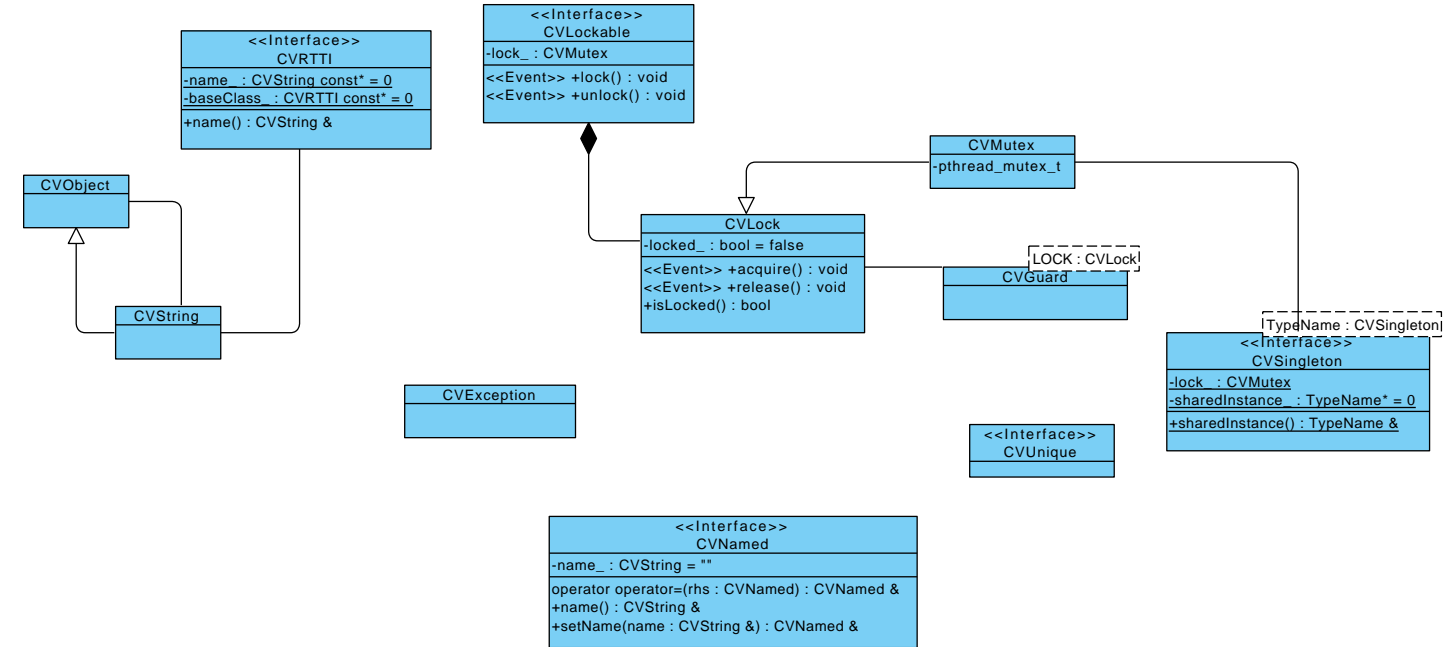 <<Interface>>
CVRTTI
-name_ : CVString const* = 0
-baseClass_ : CVRTTI const* = 0
+name() : CVString &
<<Interface>>
CVLockable
-lock_ : CVMutex
<<Event>> +lock() : void
<<Event>> +unlock() : void
CVMutex
-pthread_mutex_t
CVObject
CVString
CVLock
-locked_ : bool = false
<<Event>> +acquire() : void
<<Event>> +release() : void
+isLocked() : bool
LOCK : CVLock
CVGuard
TypeName : CVSingleton
<<Interface>>
CVSingleton
-lock_ : CVMutex
-sharedInstance_ : TypeName* = 0
+sharedInstance() : TypeName &
CVException
<<Interface>>
CVUnique
<<Interface>>
CVNamed
-name_ : CVString = ""
operator operator=(rhs : CVNamed) : CVNamed &
+name() : CVString &
+setName(name : CVString &) : CVNamed &